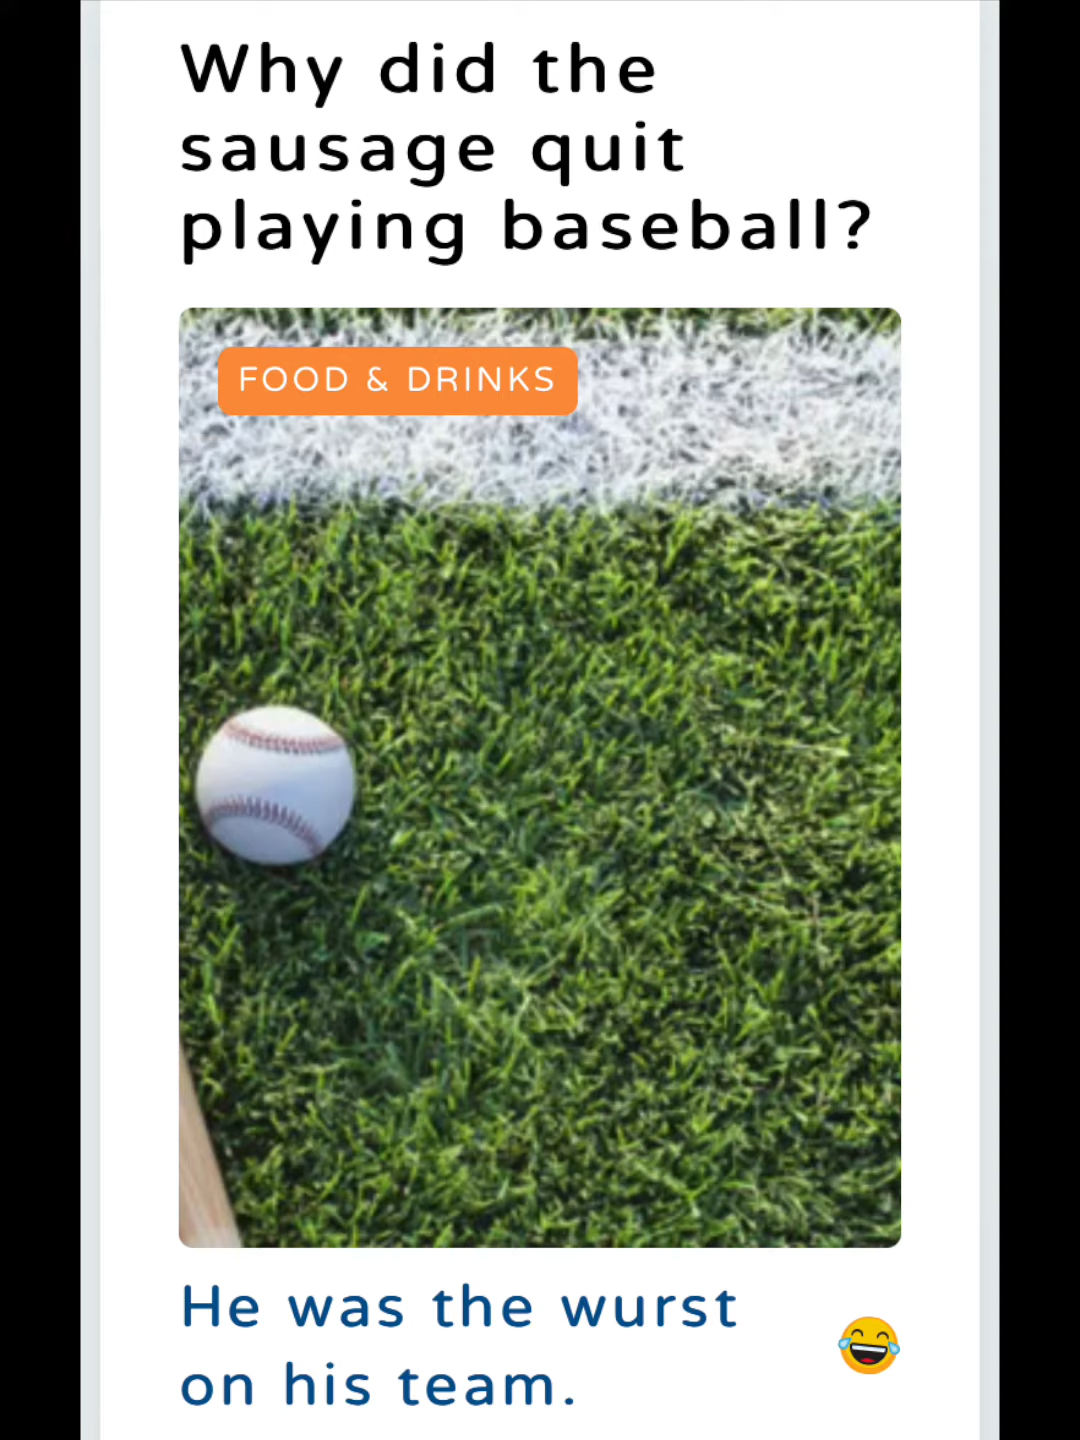 Why did the
sausage quit
playing baseball?
FOOD & DRINKS
He was the wurst
on his team.